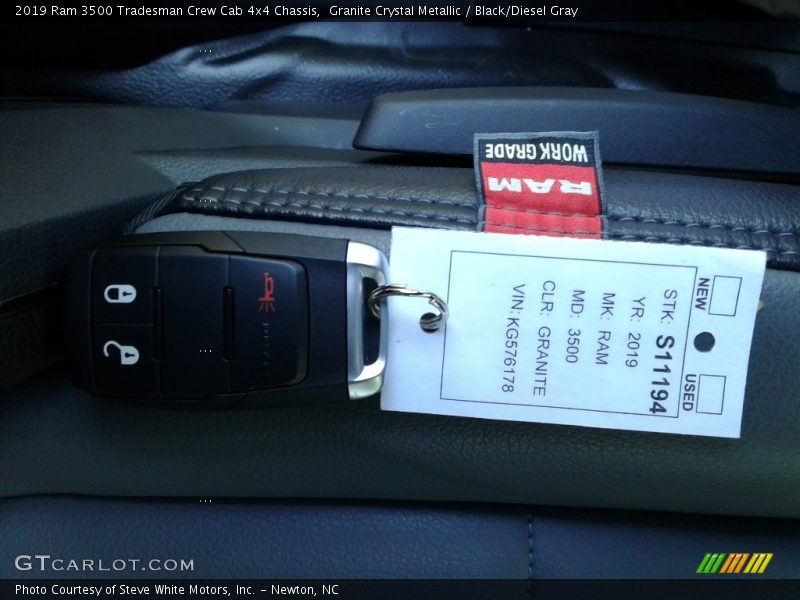 2019 Ram 3500 Tradesman Crew Cab 4x4 Chassis,  Granite Crystal Metallic / Black/Diesel Gray
WORK GRADE
RAM
NEW
USED
STK: S11194
YR: 2019
MK: RAM
MD: 3500
CLR: GRANITE
VIN: KG576178
GTCARLOT.COM
Photo Courtesy of Steve White Motors, Inc. – Newton, NC